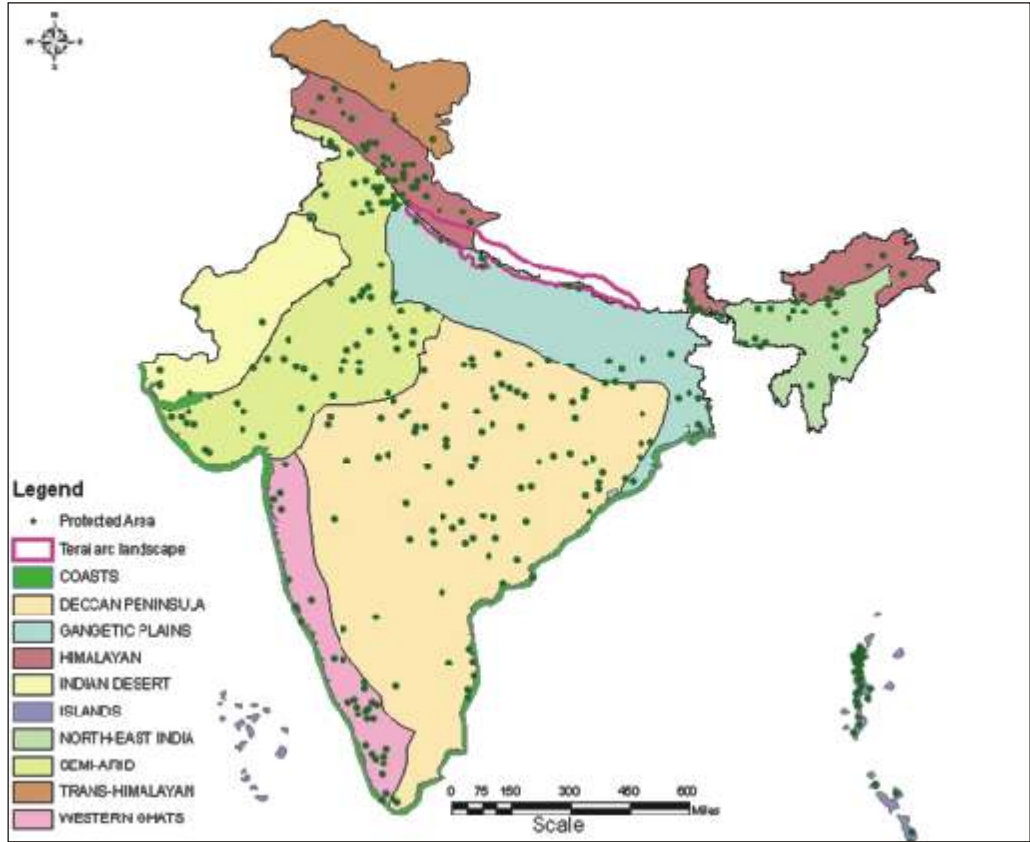 N
W E
S
Legend
Protected Area
Terai arc landscape
COASTS
DECCAN PENINSULA
GANGETIC PLAINS
HIMALAYAN
INDIAN DESERT
ISLANDS
NORTH-EAST INDIA
SEMI-ARID
TRANS-HIMALAYAN
WESTERN GHATS
0 75 150 300 450 600
Miles
Scale